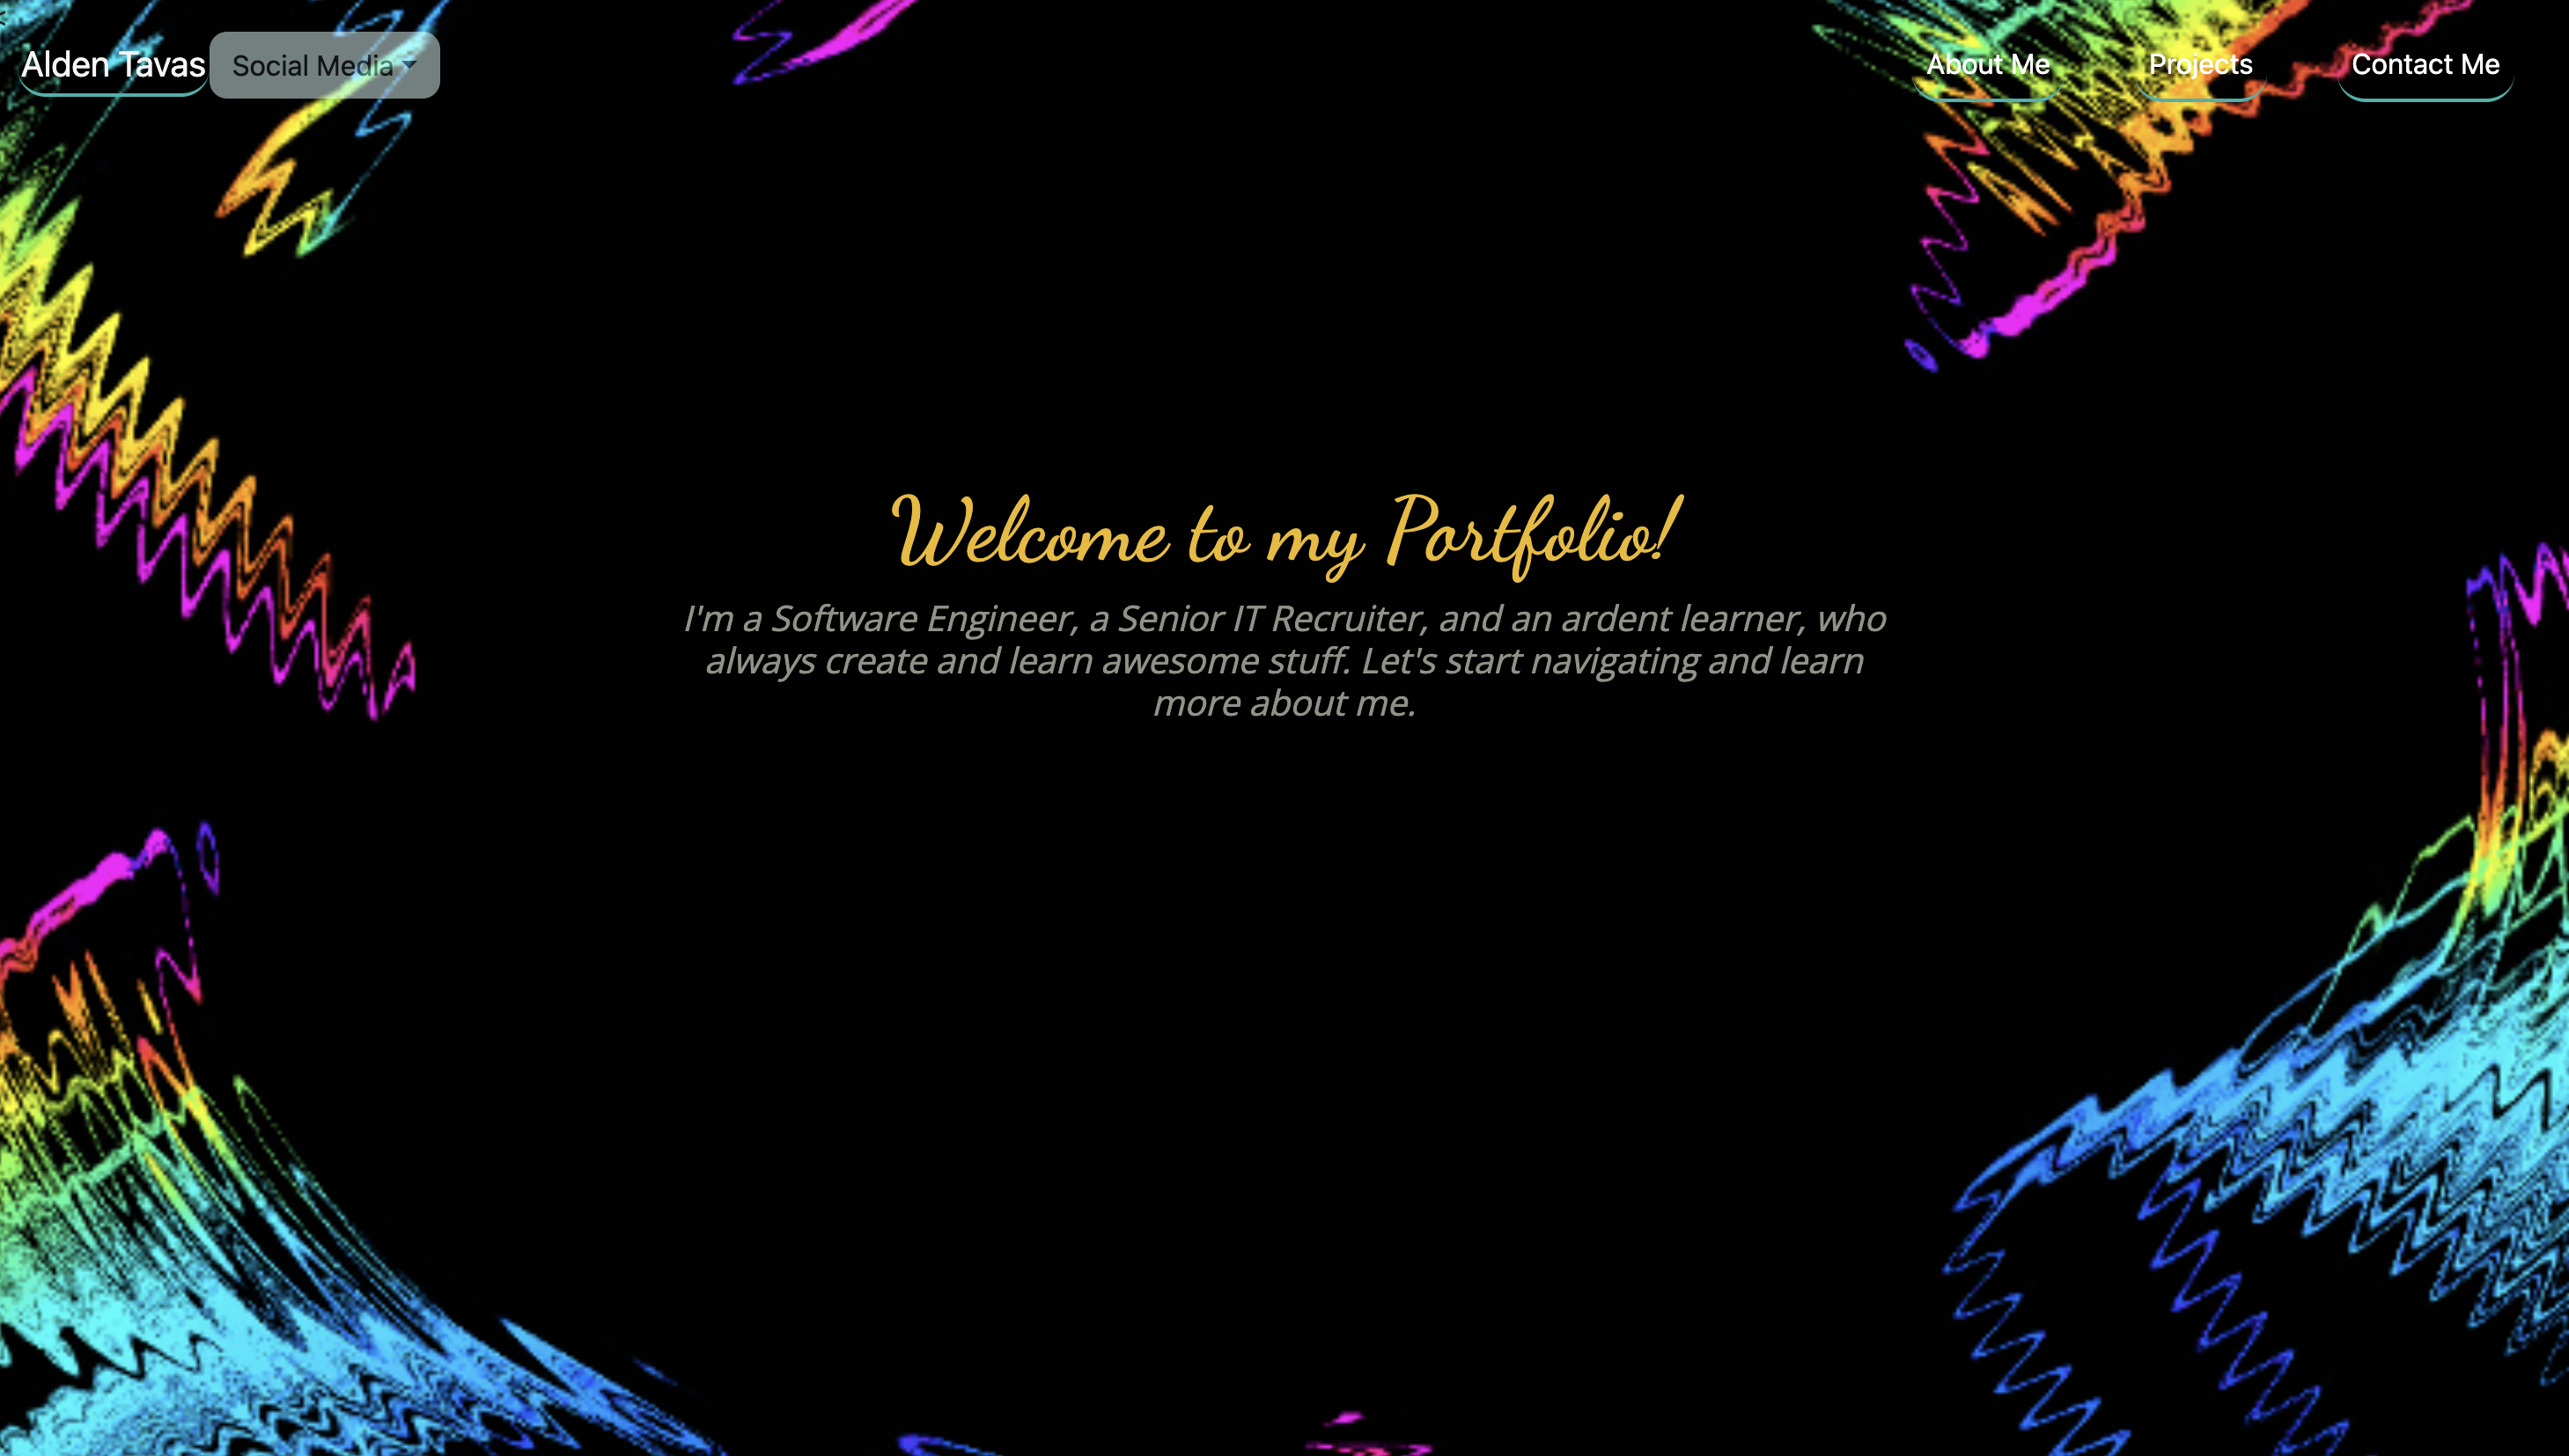 <
Alden Tavas Social Media About Me Projects Contact Me
Welcome to my Portfolio!
I'm a Software Engineer, a Senior IT Recruiter, and an ardent learner, who
always create and learn awesome stuff. Let's start navigating and learn
more about me.